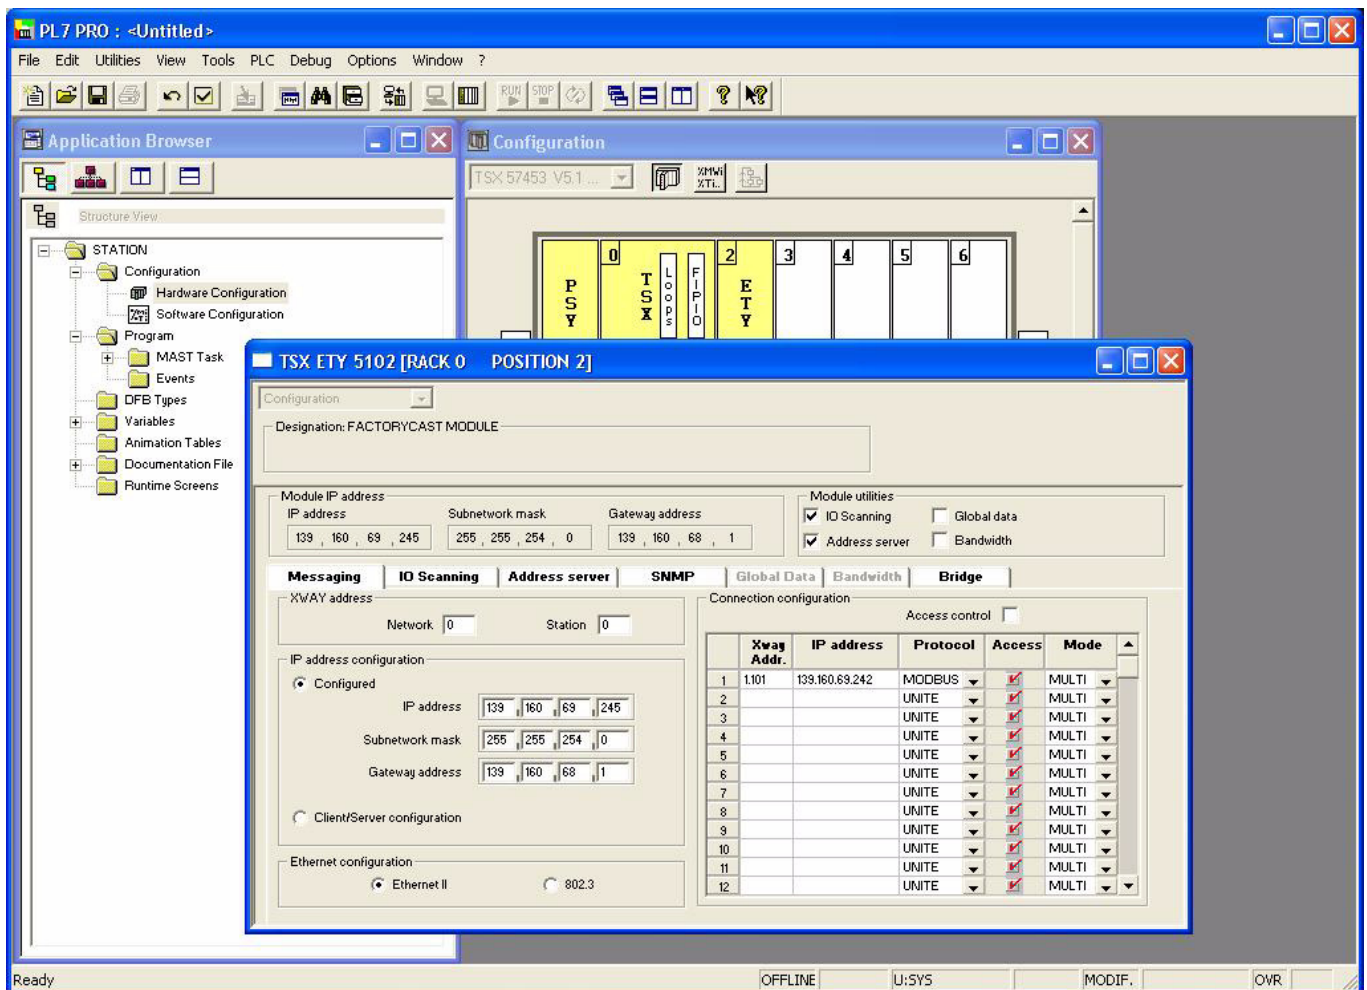 PL7 PRO : <Untitled>
File Edit Utilities View Tools PLC Debug Options Window ?
RUN STOP
Application Browser
Structure View
STATION
Configuration
Hardware Configuration
Software Configuration
Program
MAST Task
Events
DFB Types
Variables
Animation Tables
Documentation File
Runtime Screens
Configuration
TSX 57453 V5.1 ...
XMWi
XTi..
0 2 3 4 5 6
PSY TSX Loops FIPIO ETY
TSX ETY 5102 [RACK 0 POSITION 2]
Configuration
Designation: FACTORYCAST MODULE
Module IP address
IP address Subnetwork mask Gateway address
139 , 160 , 69 , 245 255 , 255 , 254 , 0 139 , 160 , 68 , 1
Module utilities
IO Scanning Global data
Address server Bandwidth
Messaging IO Scanning Address server SNMP Global Data Bandwidth Bridge
XWAY address
Network 0 Station 0
IP address configuration
Configured
IP address 139 , 160 , 69 , 245
Subnetwork mask 255 , 255 , 254 , 0
Gateway address 139 , 160 , 68 , 1
Client/Server configuration
Ethernet configuration
Ethernet II 802.3
Connection configuration
Access control
Xway Addr. IP address Protocol Access Mode
1 1.101 139.160.69.242 MODBUS MULTI
2 UNITE MULTI
3 UNITE MULTI
4 UNITE MULTI
5 UNITE MULTI
6 UNITE MULTI
7 UNITE MULTI
8 UNITE MULTI
9 UNITE MULTI
10 UNITE MULTI
11 UNITE MULTI
12 UNITE MULTI
Ready OFFLINE U:SYS MODIF. OVR